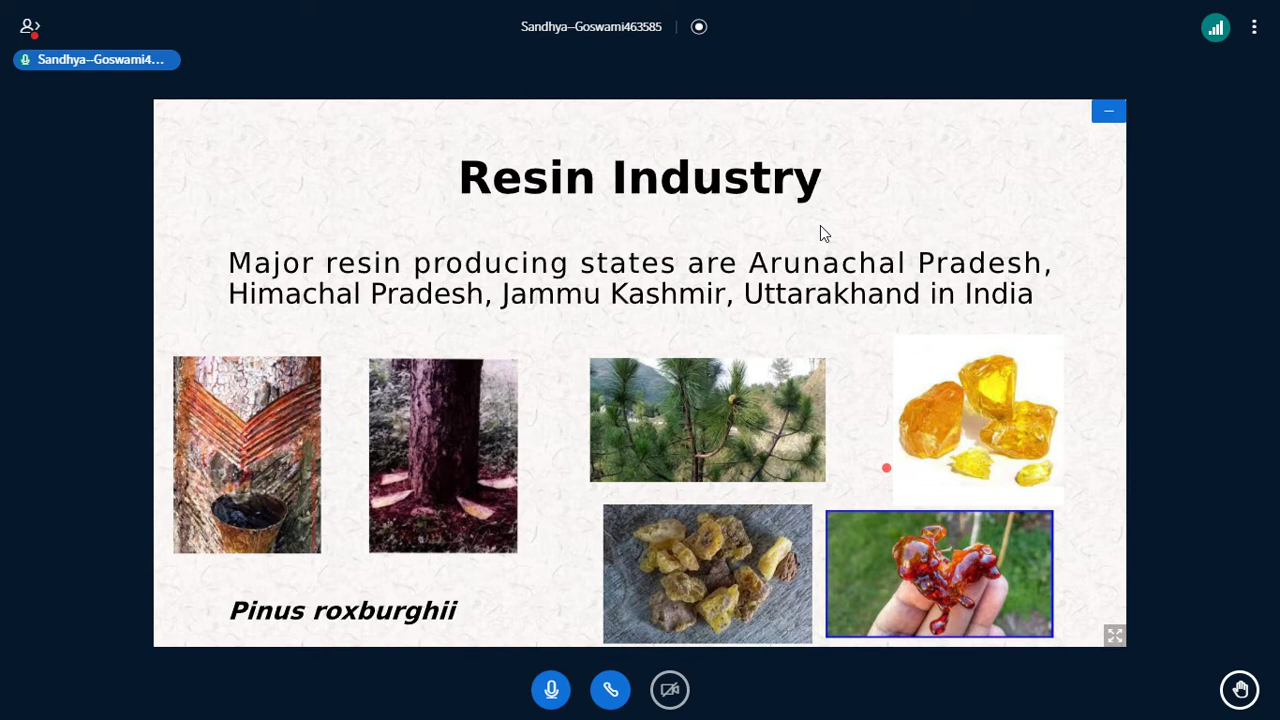 Sandhya--Goswami463585
Sandhya--Goswami4...
Resin Industry
Major resin producing states are Arunachal Pradesh,
Himachal Pradesh, Jammu Kashmir, Uttarakhand in India
Pinus roxburghii